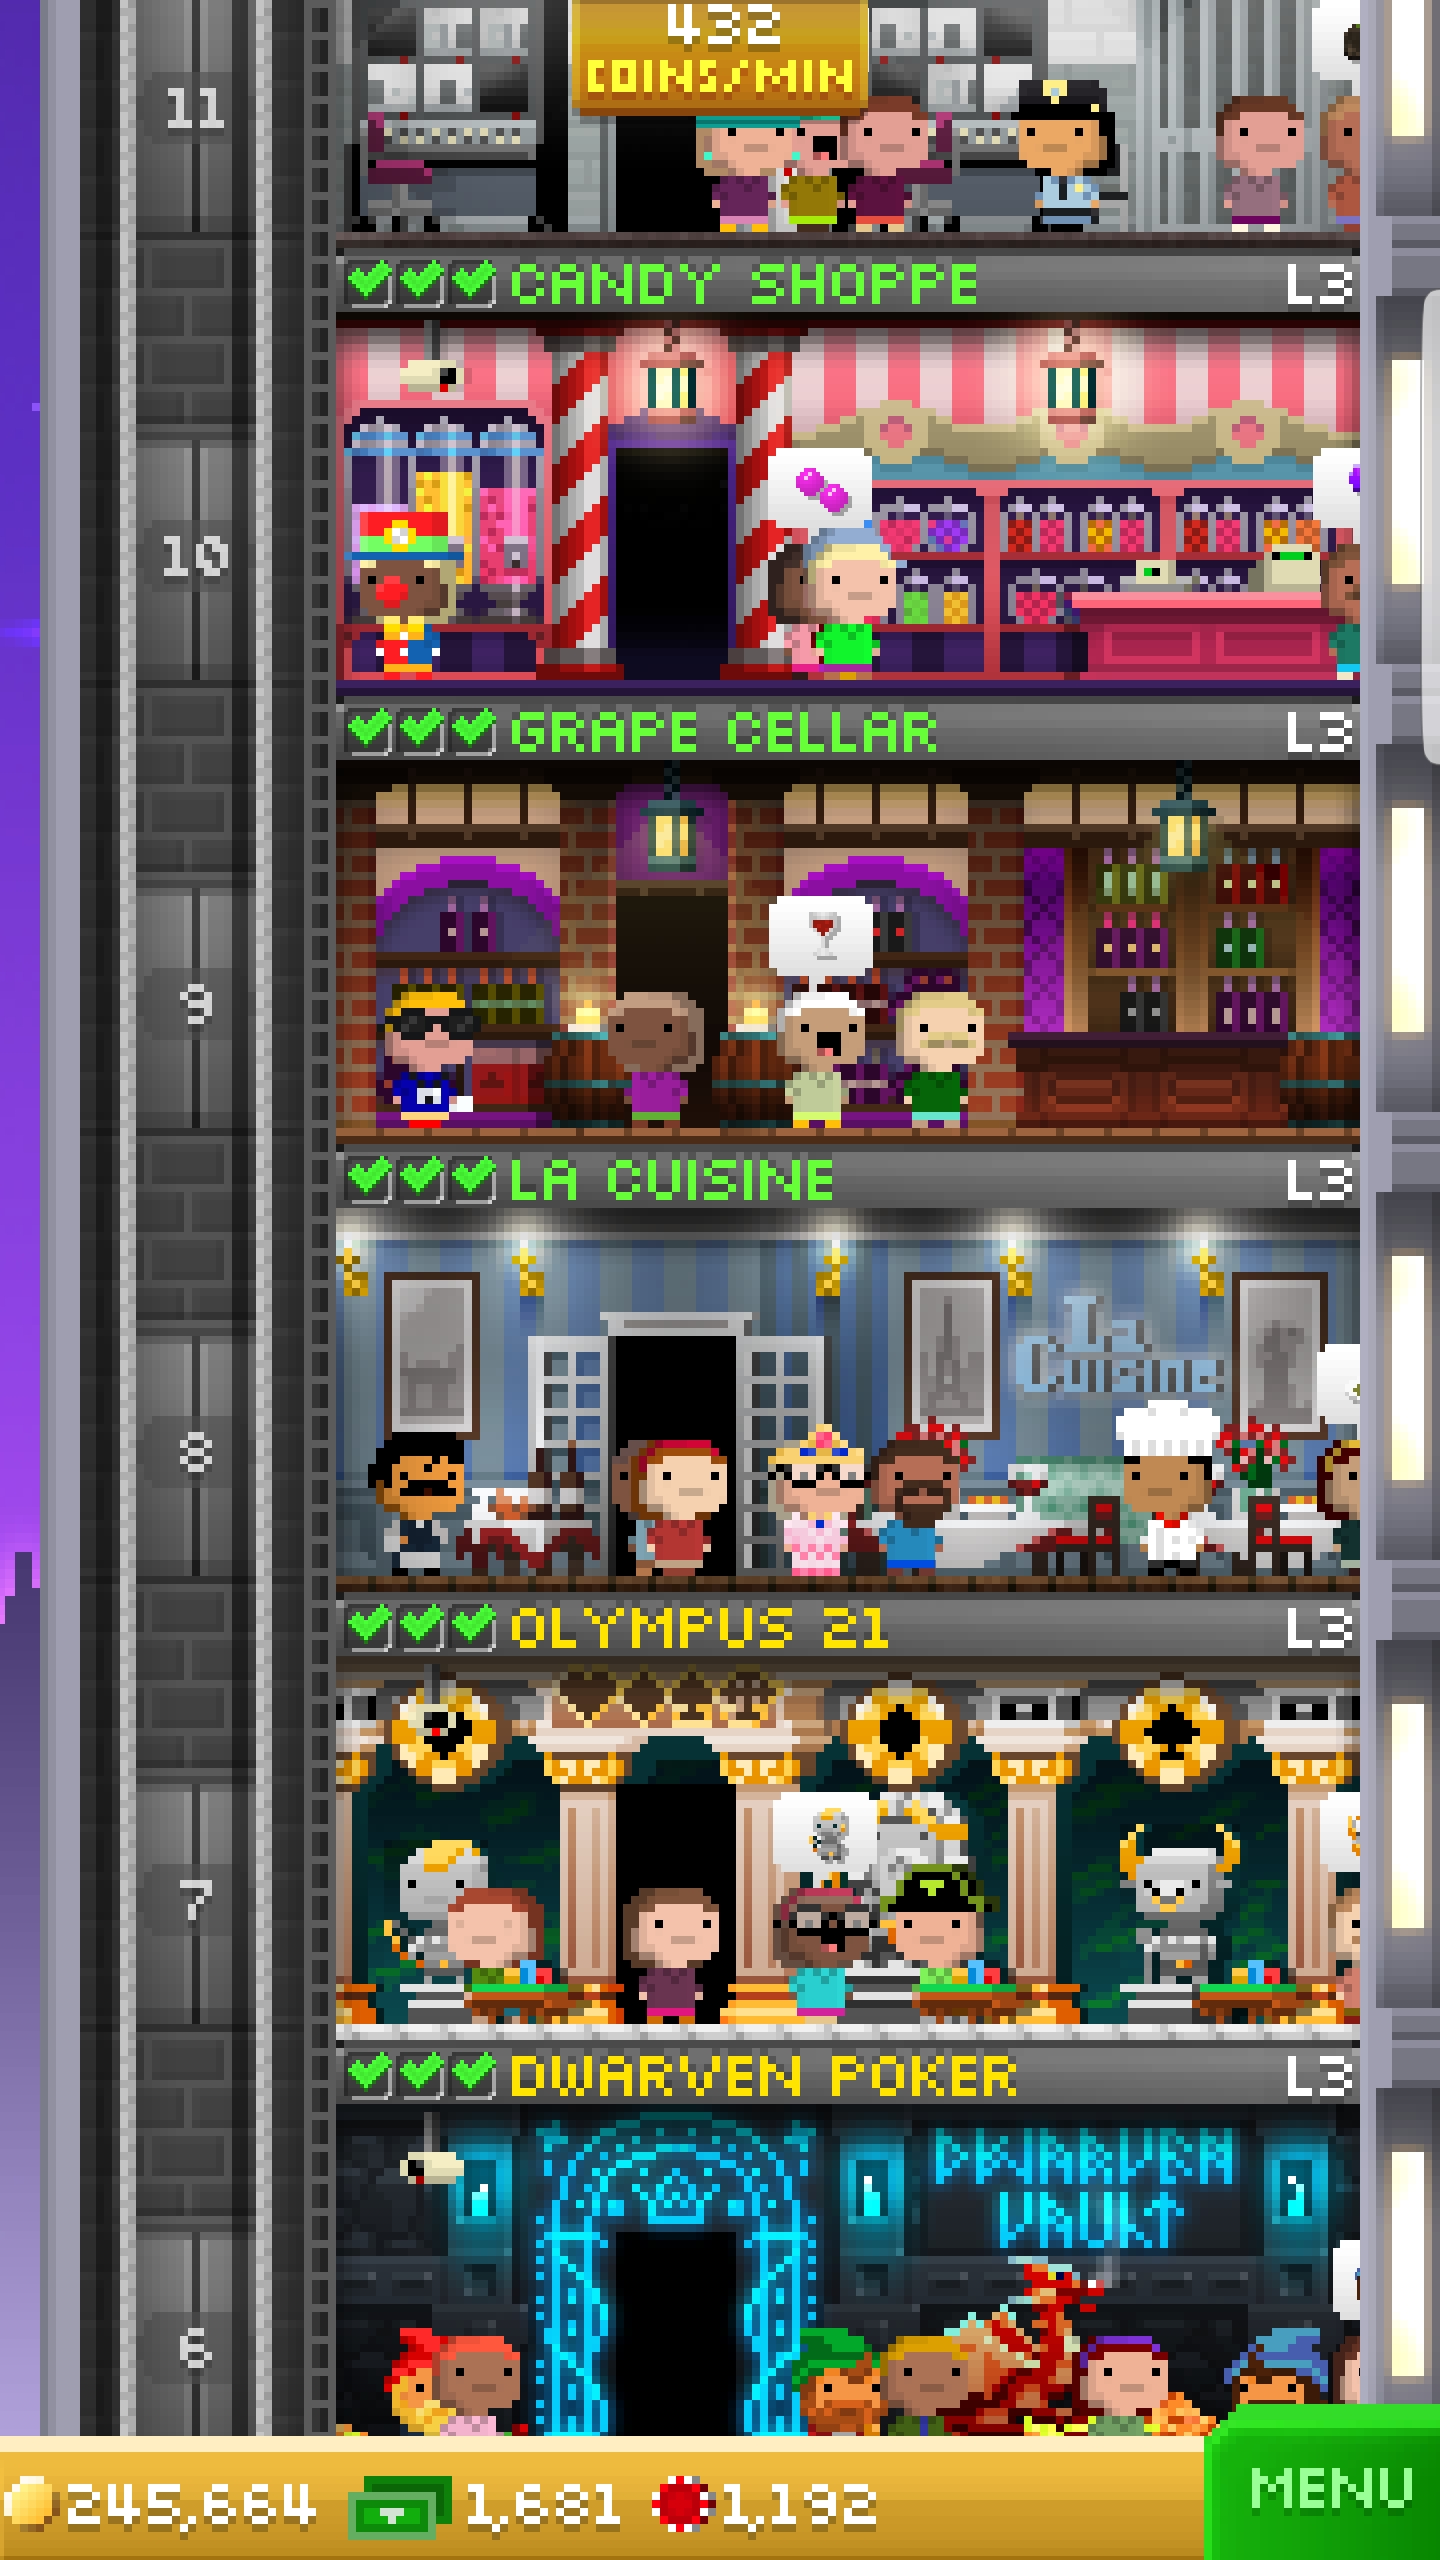 432
COINS/MIN
11
CANDY SHOPPE L3
10
GRAPE CELLAR L3
9
LA CUISINE L3
La
Cuisine
8
OLYMPUS 21 L3
7
DWARVEN POKER L3
DWARVEN
VAULT
6
245,664 1,681 1,192
MENU